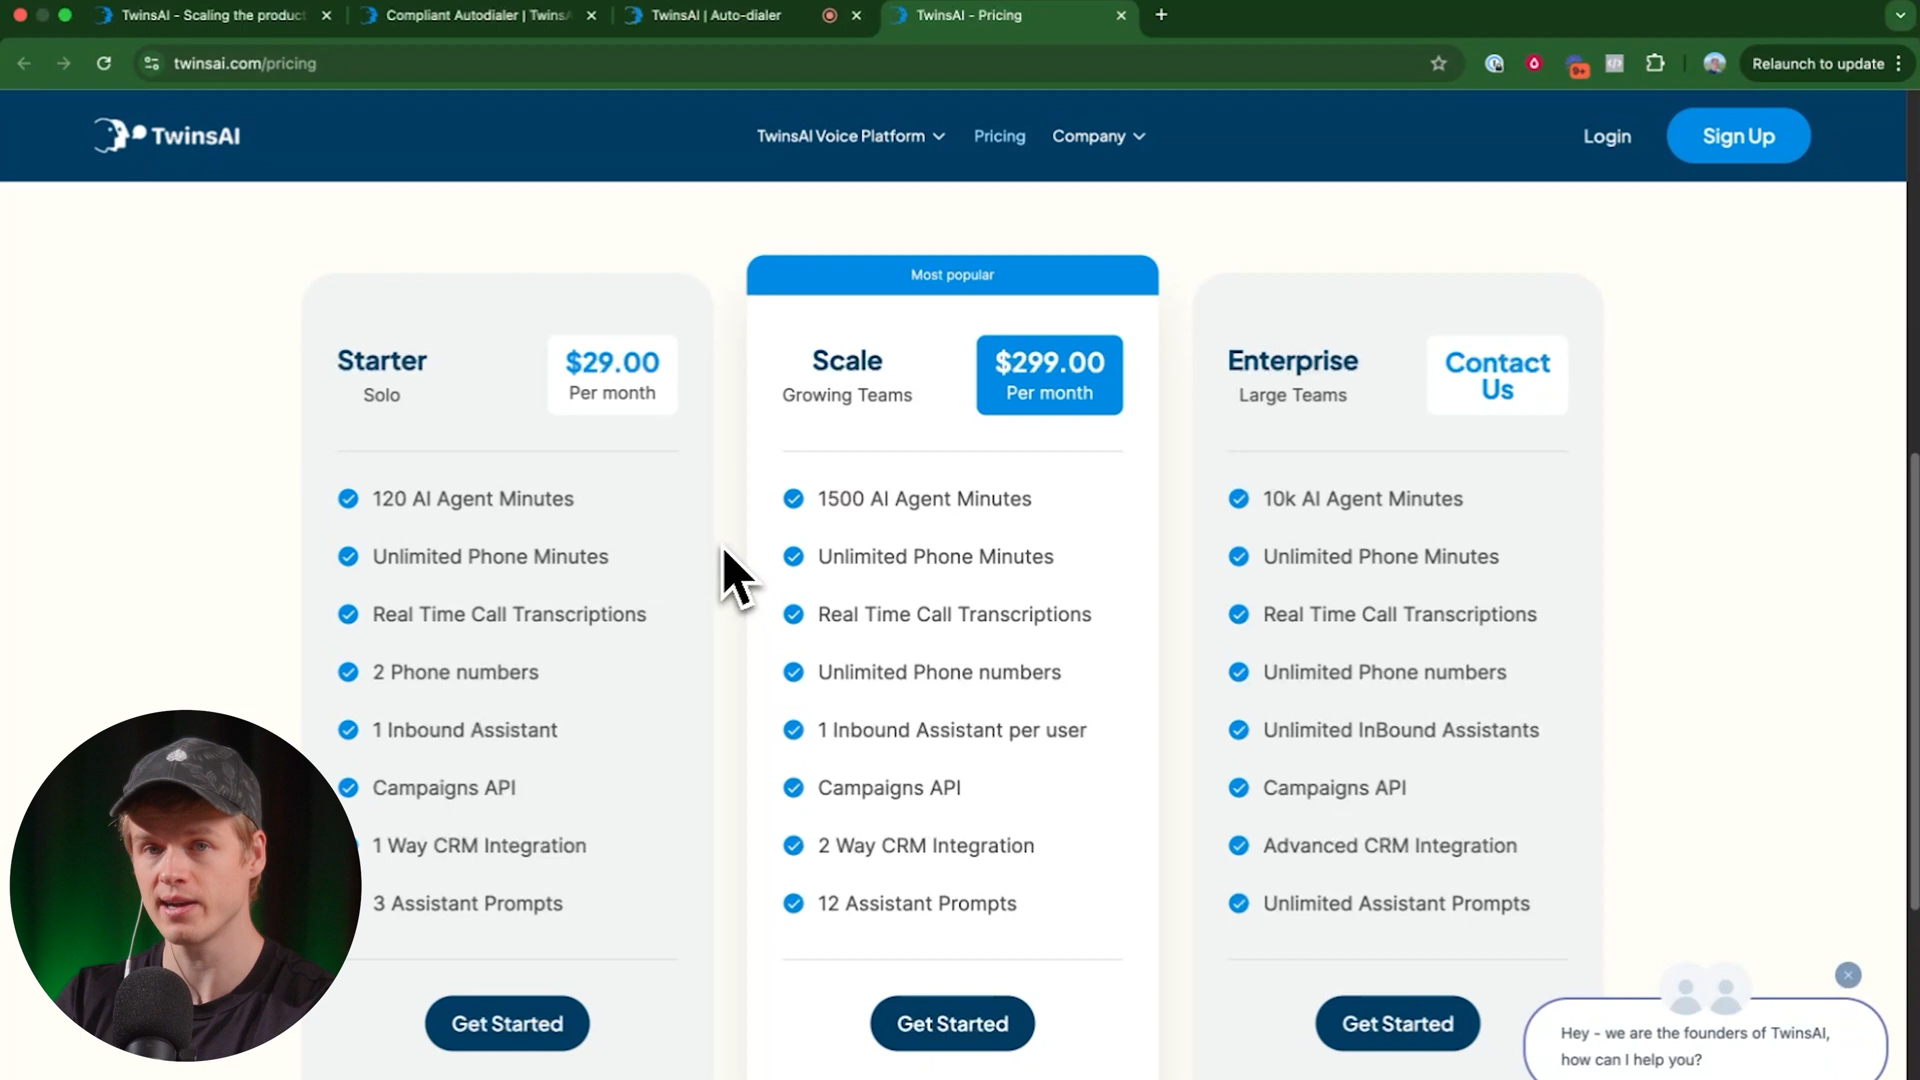 TwinsAI - Scaling the product
Compliant Autodialer | TwinsA
TwinsAI | Auto-dialer
TwinsAI - Pricing
twinsai.com/pricing
9+
Relaunch to update
TwinsAI
TwinsAI Voice Platform
Pricing
Company
Login
Sign Up
Starter
Solo
$29.00
Per month
120 AI Agent Minutes
Unlimited Phone Minutes
Real Time Call Transcriptions
2 Phone numbers
1 Inbound Assistant
Campaigns API
1 Way CRM Integration
3 Assistant Prompts
Get Started
Most popular
Scale
Growing Teams
$299.00
Per month
1500 AI Agent Minutes
Unlimited Phone Minutes
Real Time Call Transcriptions
Unlimited Phone numbers
1 Inbound Assistant per user
Campaigns API
2 Way CRM Integration
12 Assistant Prompts
Get Started
Enterprise
Large Teams
Contact
Us
10k AI Agent Minutes
Unlimited Phone Minutes
Real Time Call Transcriptions
Unlimited Phone numbers
Unlimited InBound Assistants
Campaigns API
Advanced CRM Integration
Unlimited Assistant Prompts
Get Started
Hey - we are the founders of TwinsAI,
how can I help you?